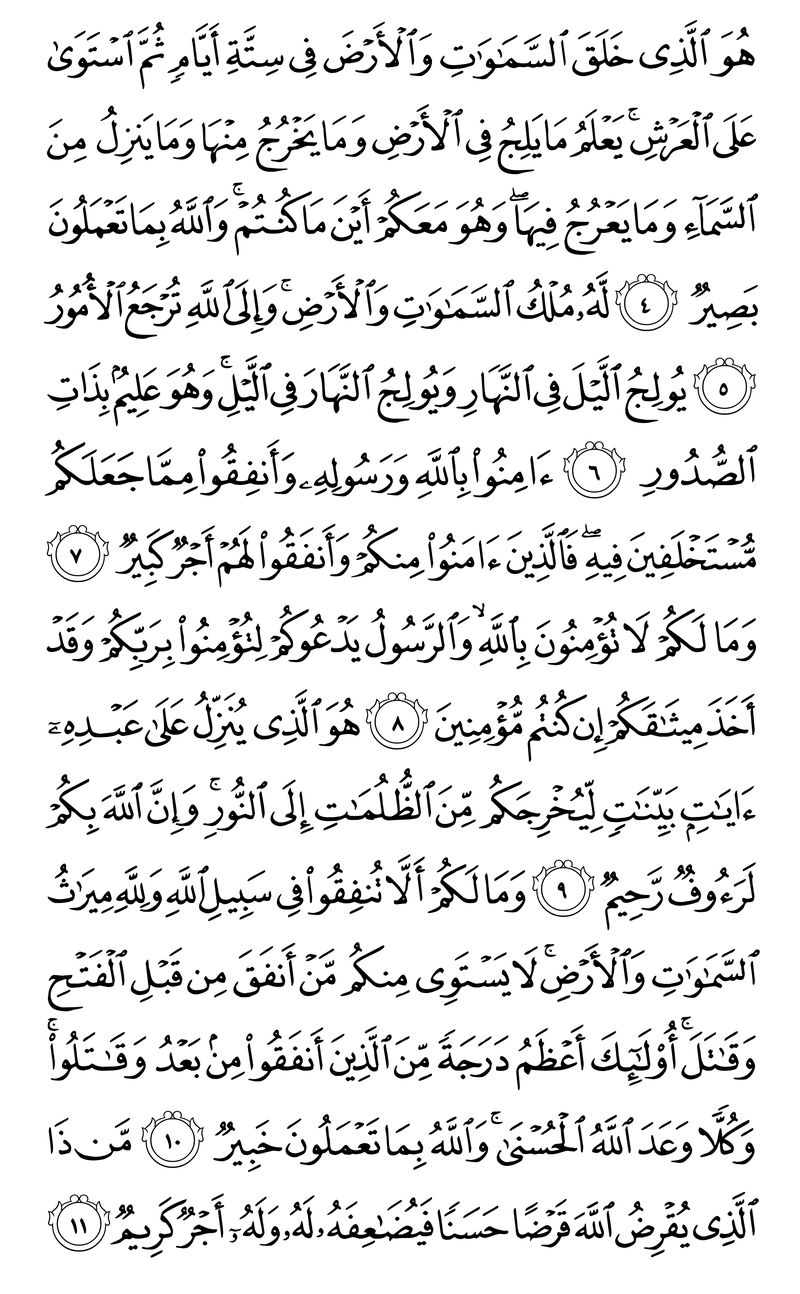 هُوَ ٱلَّذِى خَلَقَ ٱلسَّمَـٰوَٰتِ وَٱلْأَرْضَ فِى سِتَّةِ أَيَّامٍ ثُمَّ ٱسْتَوَىٰ
عَلَى ٱلْعَرْشِ ۚ يَعْلَمُ مَا يَلِجُ فِى ٱلْأَرْضِ وَمَا يَخْرُجُ مِنْهَا وَمَا يَنزِلُ مِنَ
ٱلسَّمَآءِ وَمَا يَعْرُجُ فِيهَا ۖ وَهُوَ مَعَكُمْ أَيْنَ مَا كُنتُمْ ۚ وَٱللَّهُ بِمَا تَعْمَلُونَ
بَصِيرٌ ٤ لَّهُۥ مُلْكُ ٱلسَّمَـٰوَٰتِ وَٱلْأَرْضِ ۚ وَإِلَى ٱللَّهِ تُرْجَعُ ٱلْأُمُورُ
٥ يُولِجُ ٱلَّيْلَ فِى ٱلنَّهَارِ وَيُولِجُ ٱلنَّهَارَ فِى ٱلَّيْلِ ۚ وَهُوَ عَلِيمٌۢ بِذَاتِ
ٱلصُّدُورِ ٦ ءَامِنُوا۟ بِٱللَّهِ وَرَسُولِهِۦ وَأَنفِقُوا۟ مِمَّا جَعَلَكُم
مُّسْتَخْلَفِينَ فِيهِ ۖ فَٱلَّذِينَ ءَامَنُوا۟ مِنكُمْ وَأَنفَقُوا۟ لَهُمْ أَجْرٌ كَبِيرٌ ٧
وَمَا لَكُمْ لَا تُؤْمِنُونَ بِٱللَّهِ ۙ وَٱلرَّسُولُ يَدْعُوكُمْ لِتُؤْمِنُوا۟ بِرَبِّكُمْ وَقَدْ
أَخَذَ مِيثَـٰقَكُمْ إِن كُنتُم مُّؤْمِنِينَ ٨ هُوَ ٱلَّذِى يُنَزِّلُ عَلَىٰ عَبْدِهِۦٓ
ءَايَـٰتٍۭ بَيِّنَـٰتٍ لِّيُخْرِجَكُم مِّنَ ٱلظُّلُمَـٰتِ إِلَى ٱلنُّورِ ۚ وَإِنَّ ٱللَّهَ بِكُمْ
لَرَءُوفٌ رَّحِيمٌ ٩ وَمَا لَكُمْ أَلَّا تُنفِقُوا۟ فِى سَبِيلِ ٱللَّهِ وَلِلَّهِ مِيرَٰثُ
ٱلسَّمَـٰوَٰتِ وَٱلْأَرْضِ ۚ لَا يَسْتَوِى مِنكُم مَّنْ أَنفَقَ مِن قَبْلِ ٱلْفَتْحِ
وَقَـٰتَلَ ۚ أُو۟لَـٰٓئِكَ أَعْظَمُ دَرَجَةً مِّنَ ٱلَّذِينَ أَنفَقُوا۟ مِنۢ بَعْدُ وَقَـٰتَلُوا۟ ۚ
وَكُلًّا وَعَدَ ٱللَّهُ ٱلْحُسْنَىٰ ۚ وَٱللَّهُ بِمَا تَعْمَلُونَ خَبِيرٌ ١٠ مَّن ذَا
ٱلَّذِى يُقْرِضُ ٱللَّهَ قَرْضًا حَسَنًا فَيُضَـٰعِفَهُۥ لَهُۥ وَلَهُۥٓ أَجْرٌ كَرِيمٌ ١١